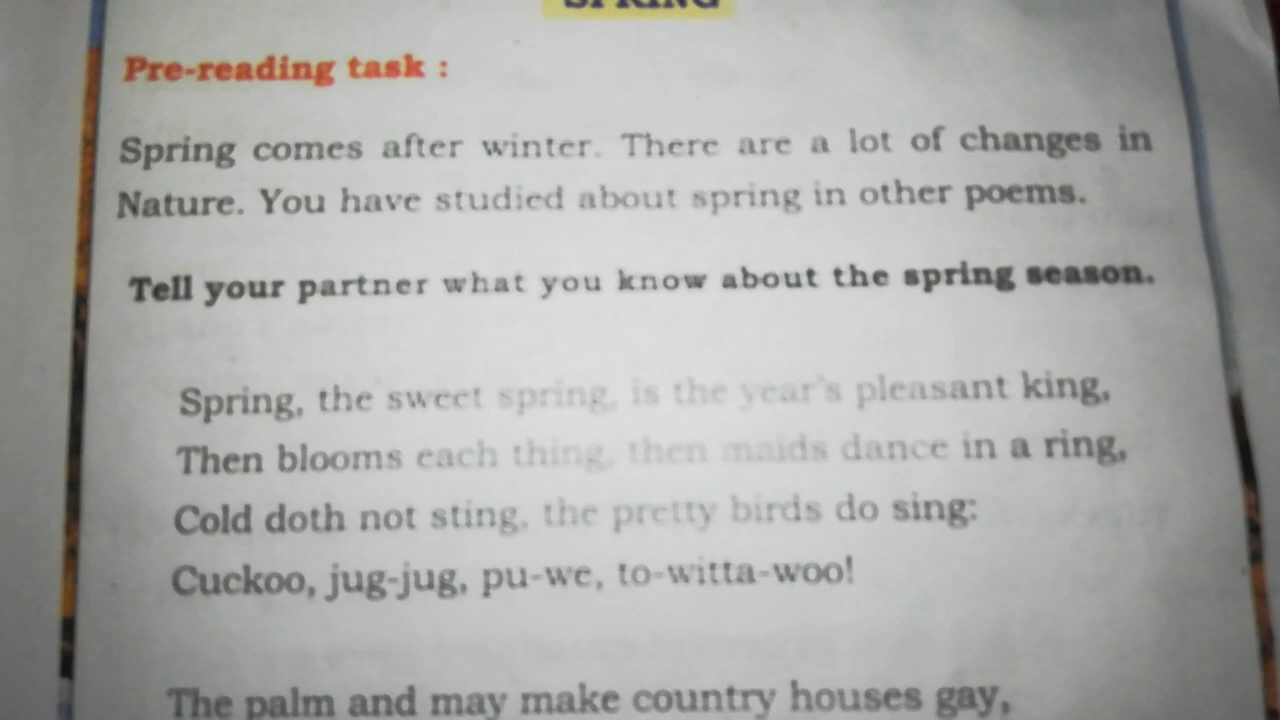 SPRING
Pre-reading task :
Spring comes after winter. There are a lot of changes in
Nature. You have studied about spring in other poems.
Tell your partner what you know about the spring season.
Spring, the sweet spring, is the year's pleasant king,
Then blooms each thing, then maids dance in a ring,
Cold doth not sting, the pretty birds do sing:
Cuckoo, jug-jug, pu-we, to-witta-woo!
The palm and may make country houses gay,